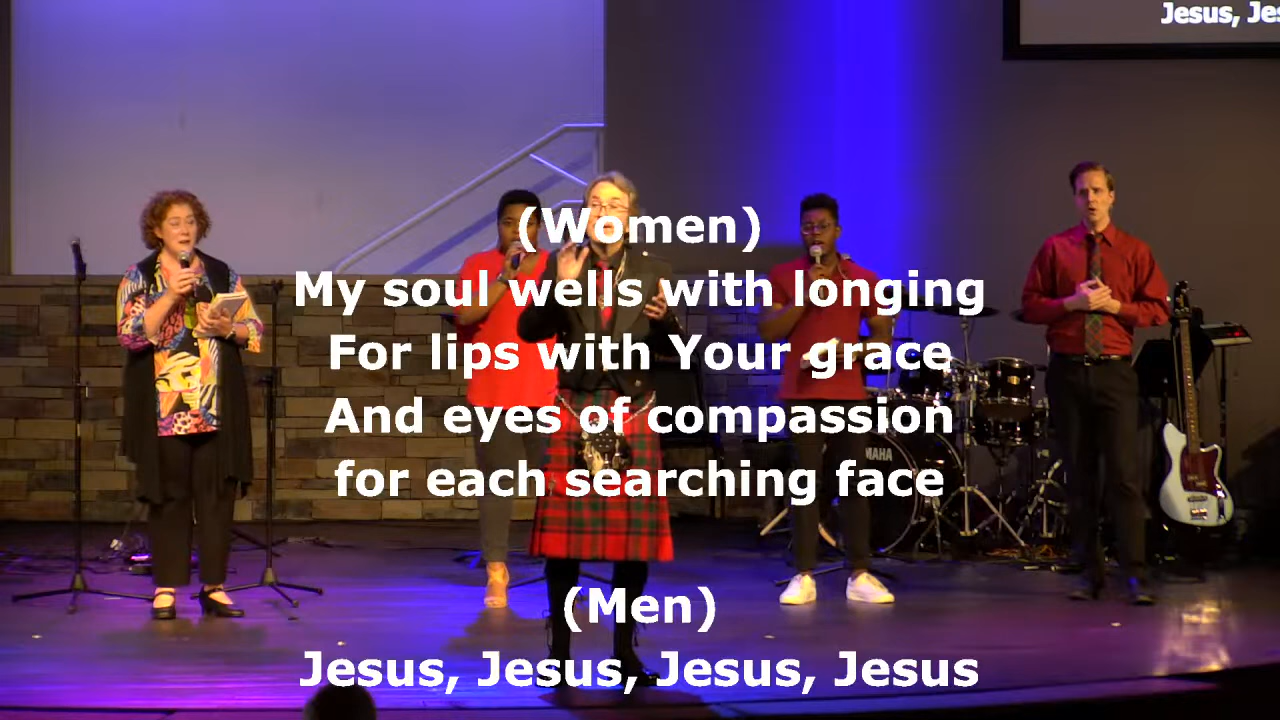 Jesus, Jes
(Women)
My soul wells with longing
For lips with Your grace
And eyes of compassion
for each searching face
MAHA
(Men)
Jesus, Jesus, Jesus, Jesus